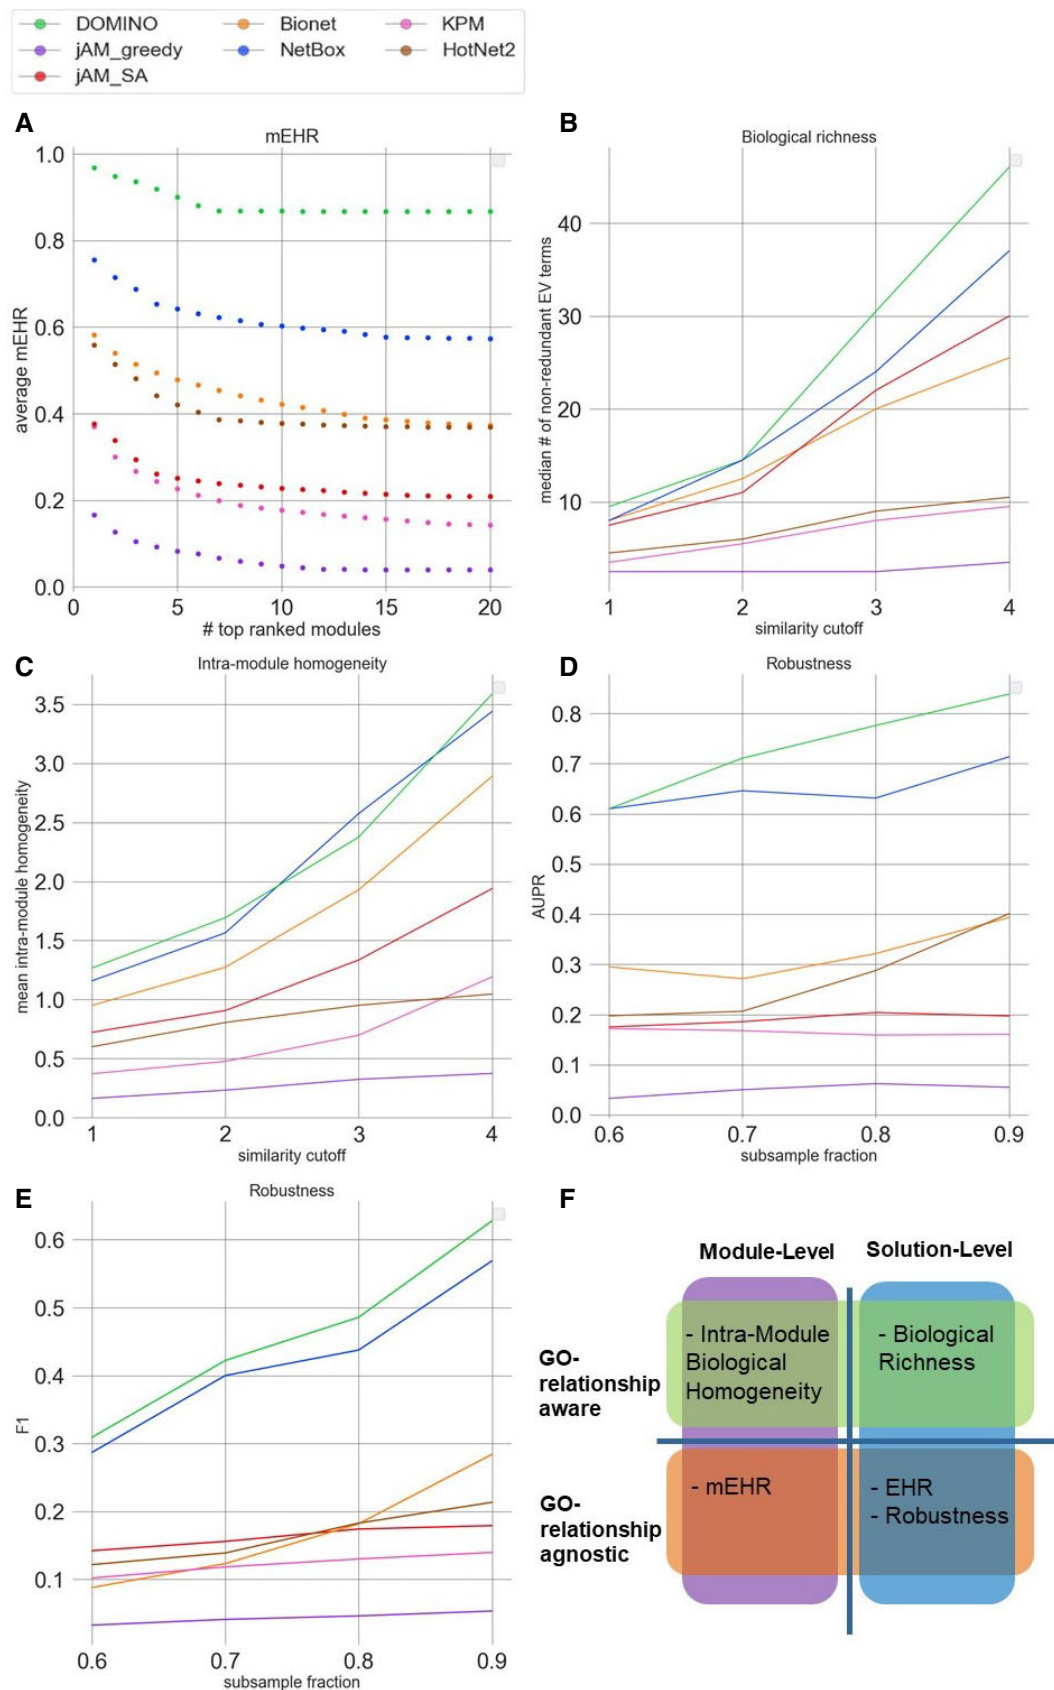 DOMINO
jAM_greedy
jAM_SA
Bionet
NetBox
KPM
HotNet2
A
mEHR
average mEHR
1.0
0.8
0.6
0.4
0.2
0.0
0 5 10 15 20
# top ranked modules
B
Biological richness
median # of non-redundant EV terms
40
30
20
10
1 2 3 4
similarity cutoff
C
Intra-module homogeneity
mean intra-module homogeneity
3.5
3.0
2.5
2.0
1.5
1.0
0.5
0.0
1 2 3 4
similarity cutoff
D
Robustness
AUPR
0.8
0.7
0.6
0.5
0.4
0.3
0.2
0.1
0.0
0.6 0.7 0.8 0.9
subsample fraction
E
Robustness
F1
0.6
0.5
0.4
0.3
0.2
0.1
0.6 0.7 0.8 0.9
subsample fraction
F
Module-Level Solution-Level
GO-
relationship
aware
- Intra-Module
Biological
Homogeneity
- Biological
Richness
GO-
relationship
agnostic
- mEHR
- EHR
- Robustness